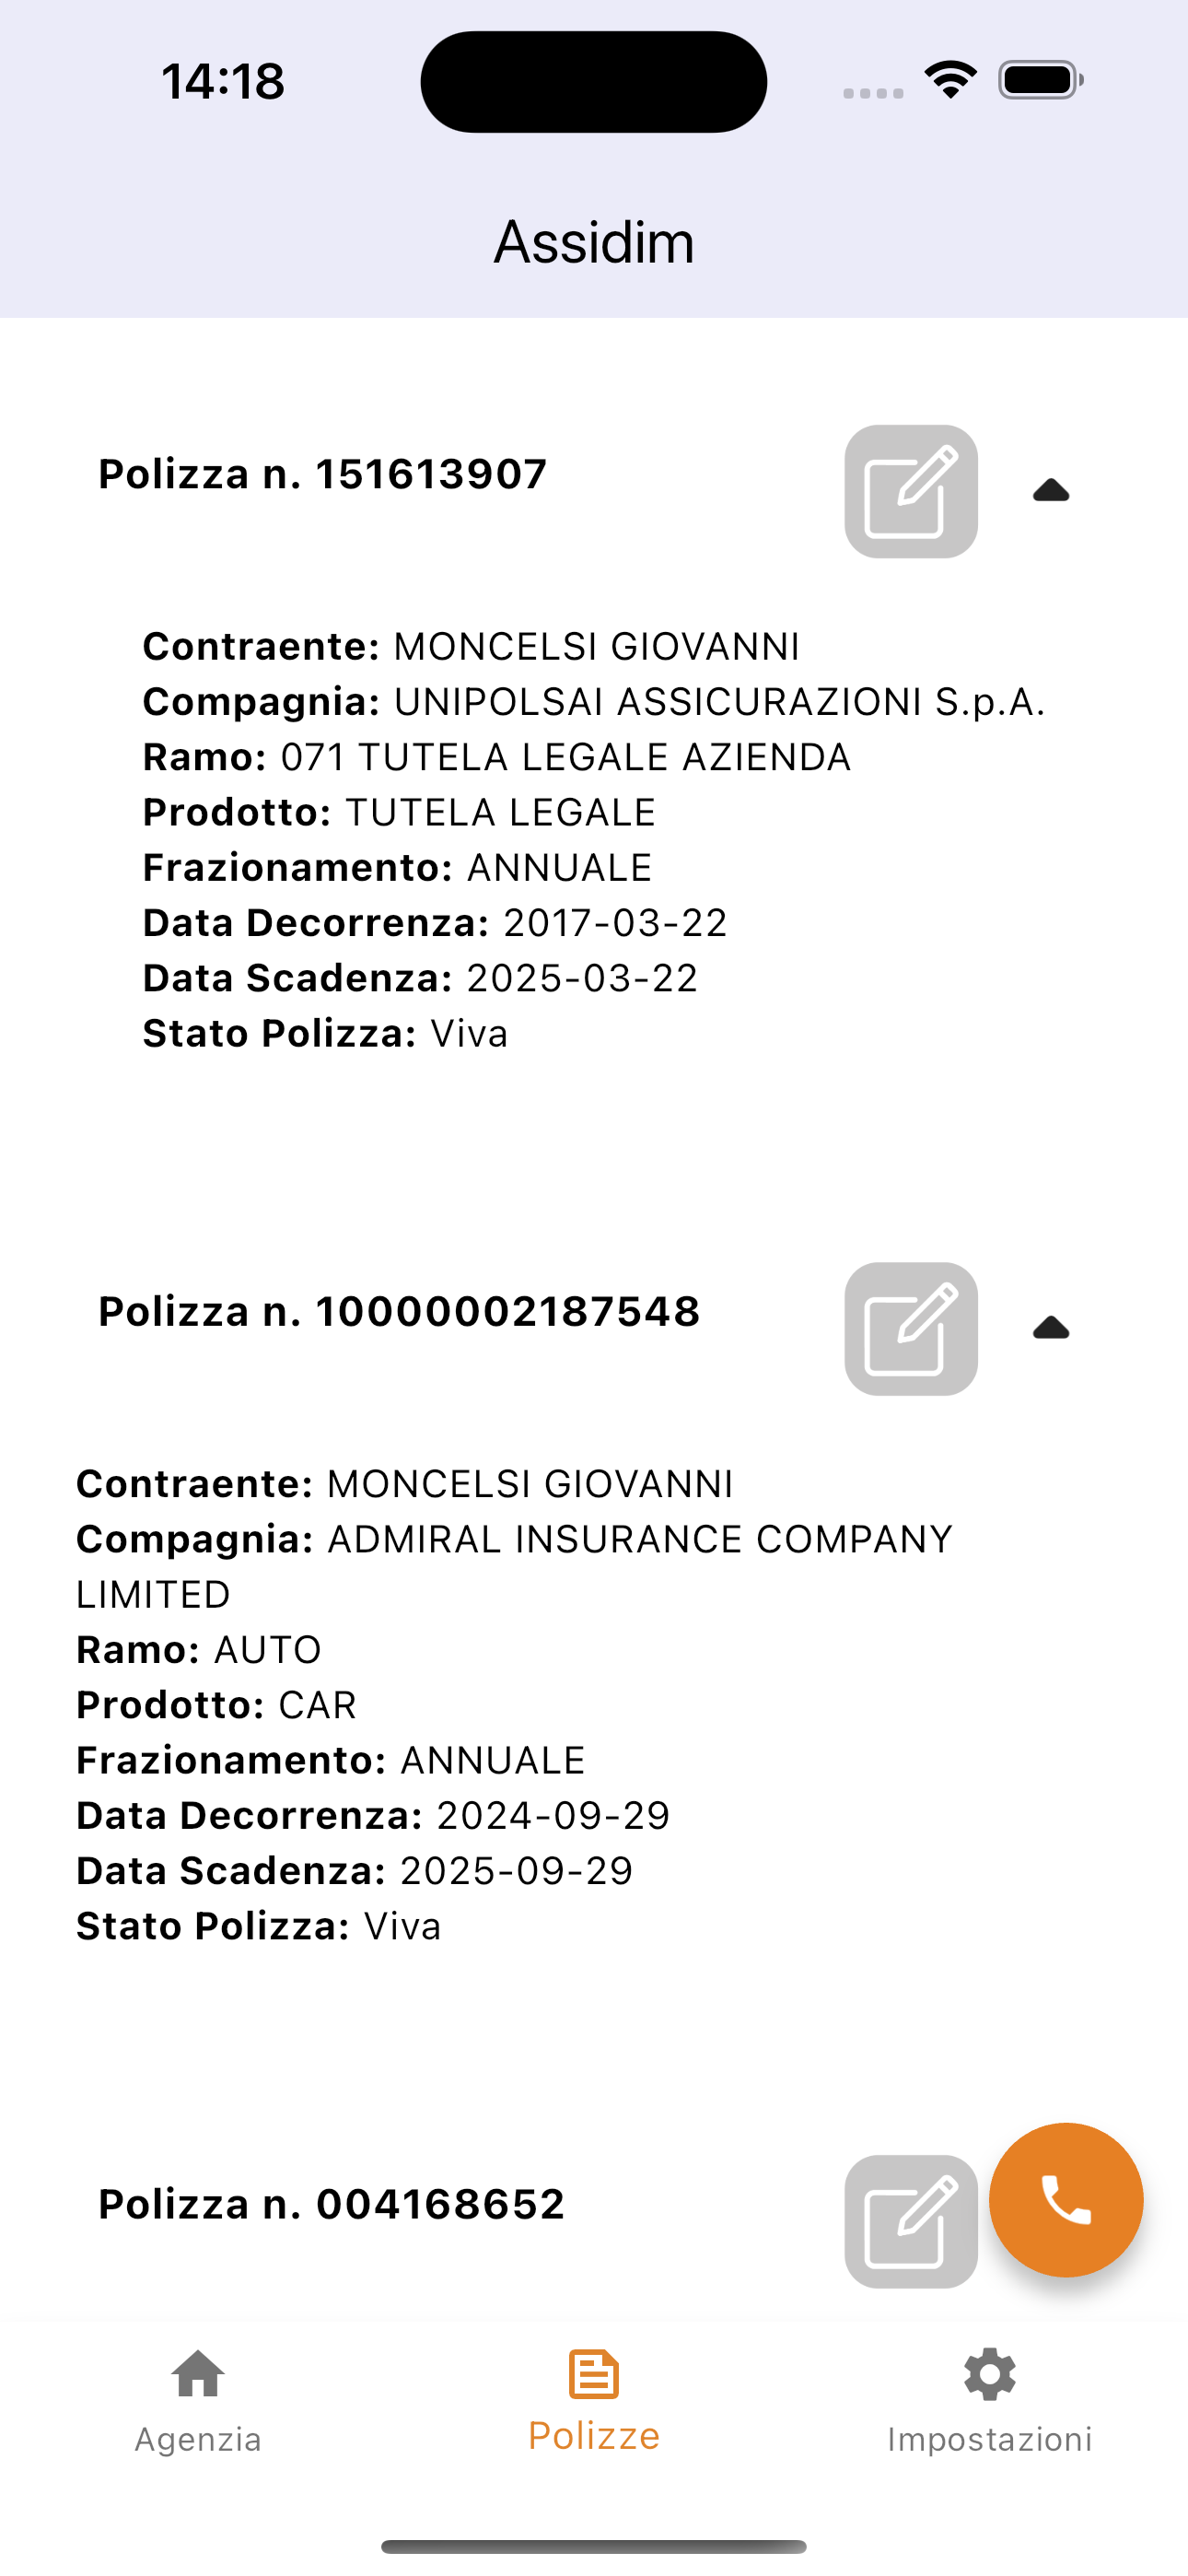 14:18
Assidim
Polizza n. 151613907
Contraente: MONCELSI GIOVANNI
Compagnia: UNIPOLSAI ASSICURAZIONI S.p.A.
Ramo: 071 TUTELA LEGALE AZIENDA
Prodotto: TUTELA LEGALE
Frazionamento: ANNUALE
Data Decorrenza: 2017-03-22
Data Scadenza: 2025-03-22
Stato Polizza: Viva
Polizza n. 10000002187548
Contraente: MONCELSI GIOVANNI
Compagnia: ADMIRAL INSURANCE COMPANY
LIMITED
Ramo: AUTO
Prodotto: CAR
Frazionamento: ANNUALE
Data Decorrenza: 2024-09-29
Data Scadenza: 2025-09-29
Stato Polizza: Viva
Polizza n. 004168652
Agenzia
Polizze
Impostazioni